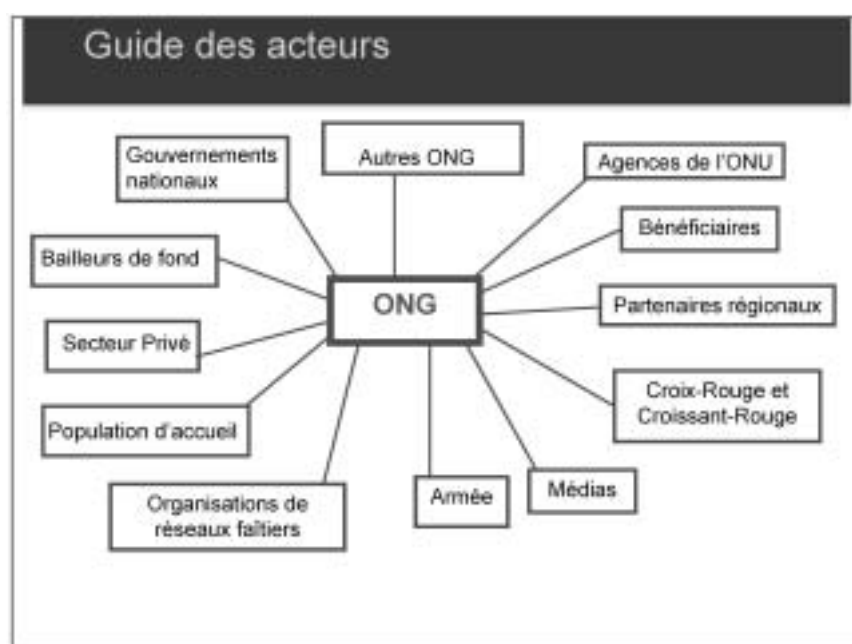 Guide des acteurs
Gouvernements
nationaux
Autres ONG
Agences de l'ONU
Bénéficiaires
Bailleurs de fond
ONG
Partenaires régionaux
Secteur Privé
Croix-Rouge et
Croissant-Rouge
Population d'accueil
Organisations de
réseaux faîtiers
Armée
Médias